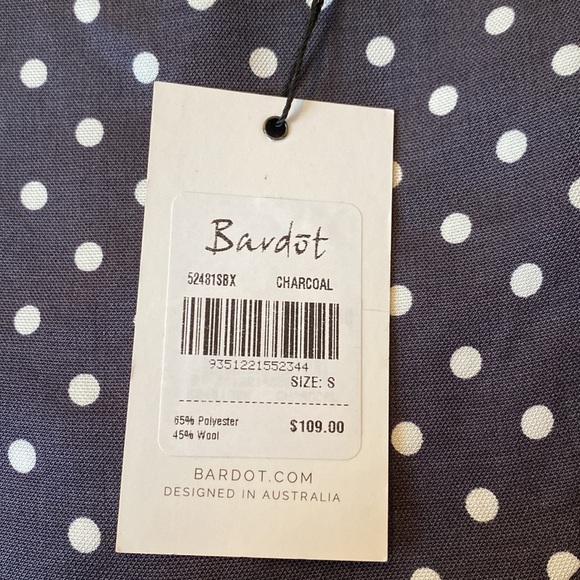 Bardot
52481SBX CHARCOAL
9351221552344
SIZE: S
65% Polyester
45% Wool
$109.00
BARDOT.COM
DESIGNED IN AUSTRALIA